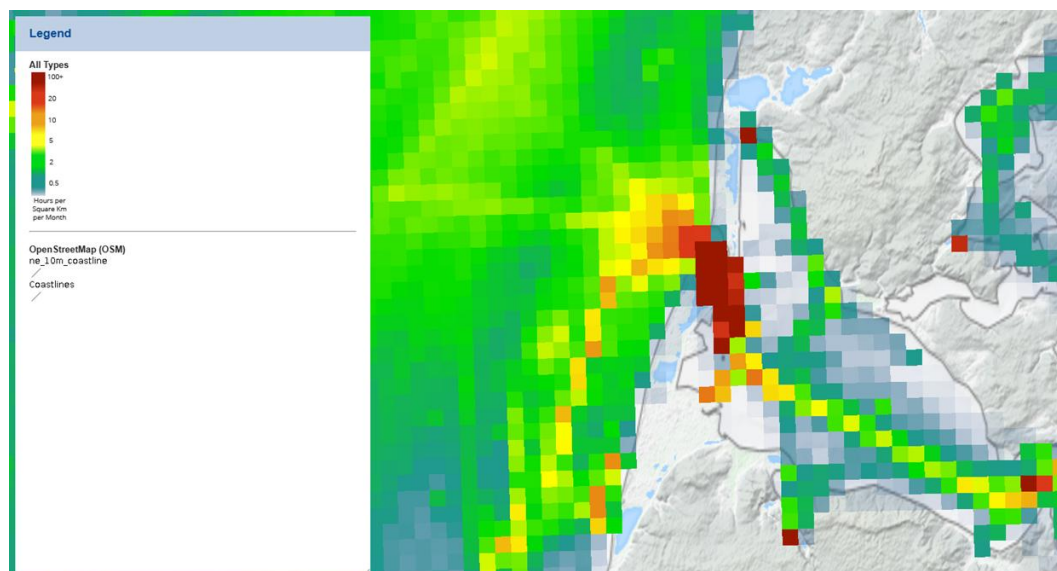 Legend
All Types
100+
20
10
5
2
0.5
Hours per
Square Km
per Month
OpenStreetMap (OSM)
ne_10m_coastline
Coastlines